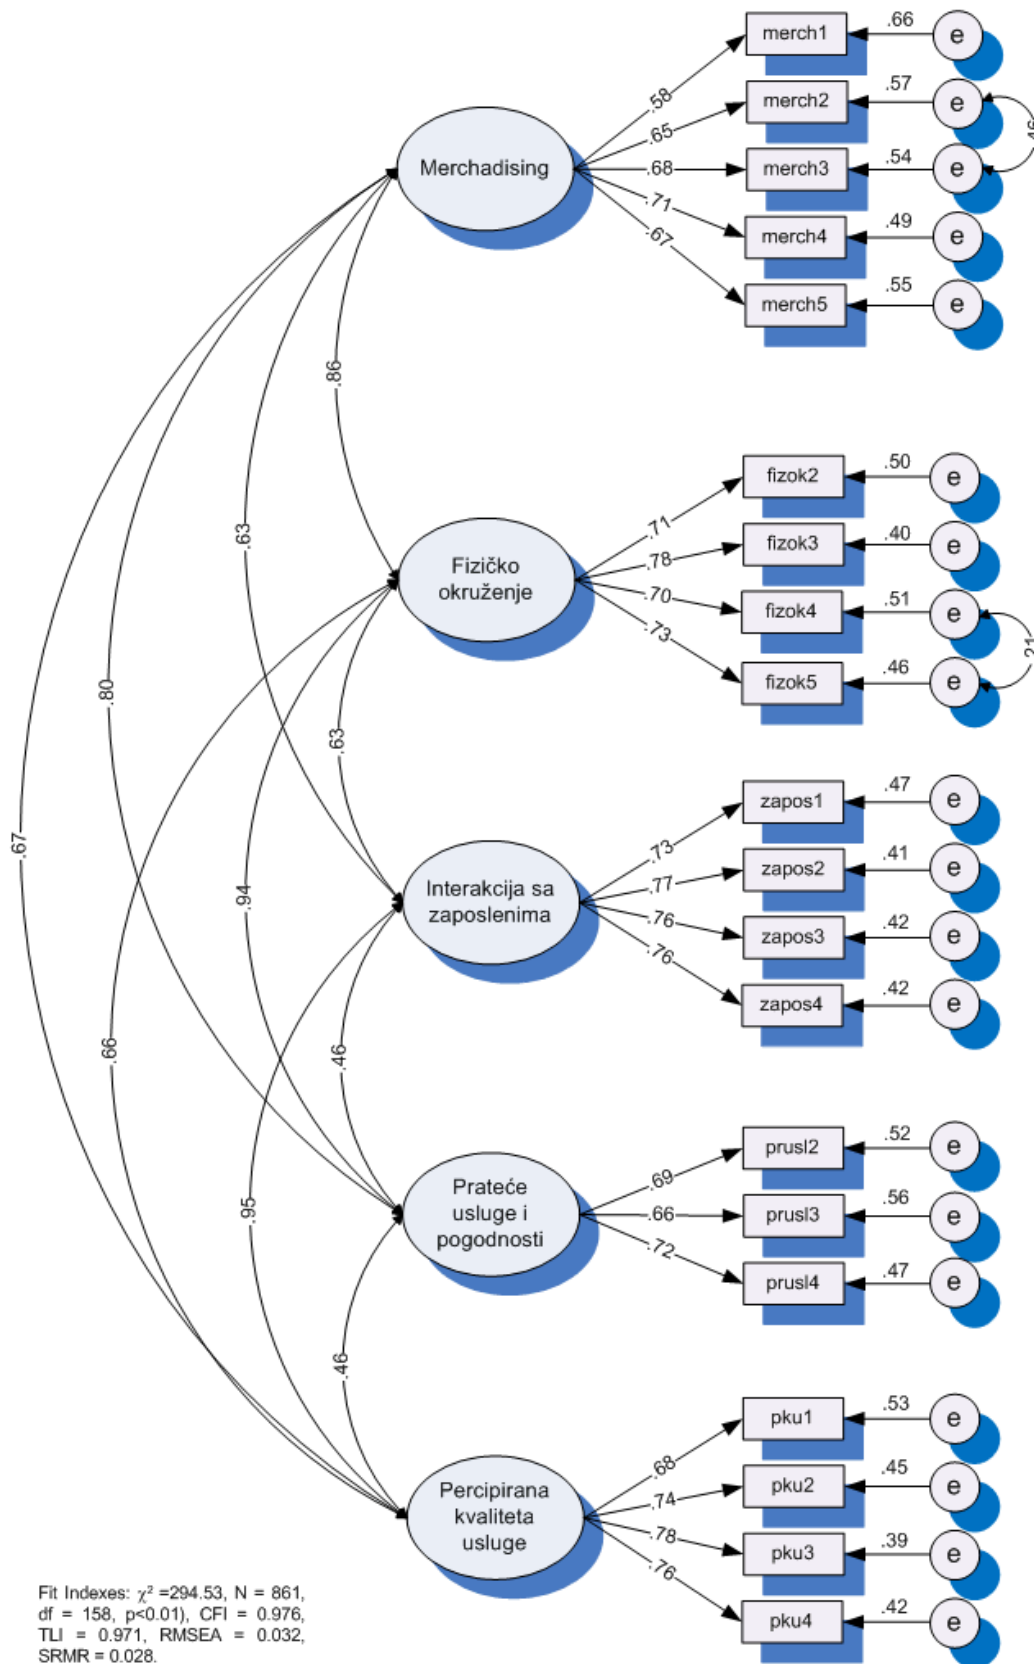 merch1
.66
e
.58
merch2
.57
e
.65
.46
Merchadising
.68
merch3
.54
e
.71
merch4
.49
e
.67
merch5
.55
e
.86
fizok2
.50
e
.71
fizok3
.40
e
.78
Fizičko
okruženje
.70
fizok4
.51
e
.21
.73
fizok5
.46
e
.63
.80
.63
zapos1
.47
e
.73
.67
zapos2
.41
e
.77
Interakcija sa
zaposlenima
.94
.76
zapos3
.42
e
.76
zapos4
.42
e
.66
.46
prusl2
.52
e
.69
Prateće
usluge i
pogodnosti
.95
.66
prusl3
.56
e
.72
prusl4
.47
e
.46
pku1
.53
e
.68
pku2
.45
e
.74
Percipirana
kvaliteta
usluge
.78
pku3
.39
e
.76
pku4
.42
e
Fit Indexes: χ² =294.53, N = 861,
df = 158, p<0.01), CFI = 0.976,
TLI = 0.971, RMSEA = 0.032,
SRMR = 0.028.